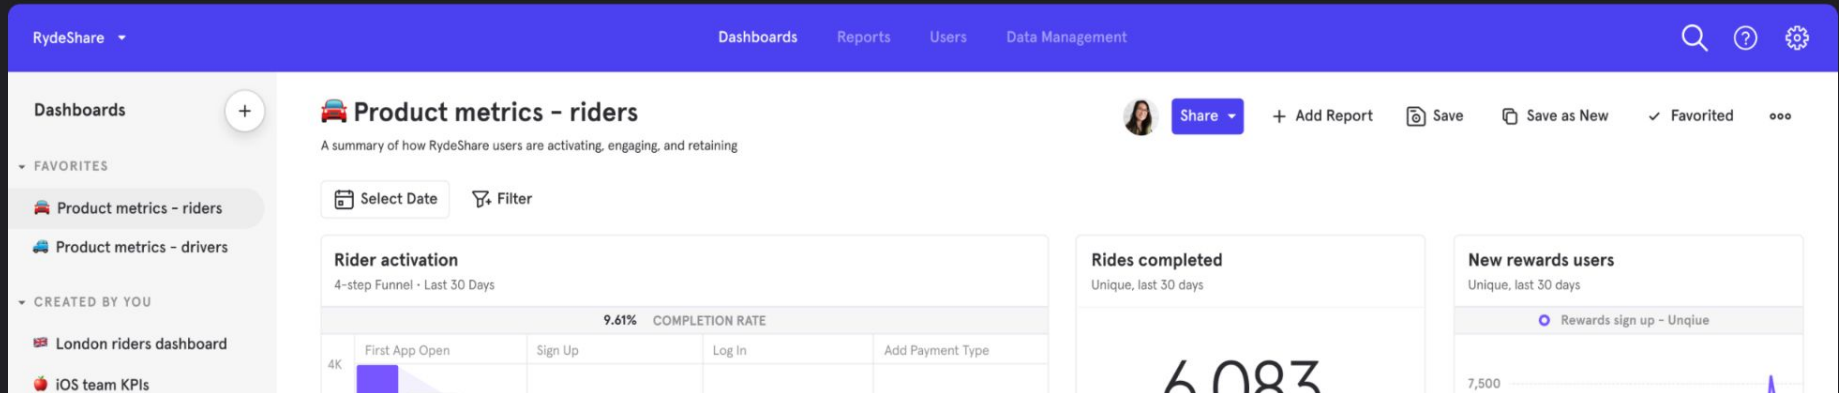 RydeShare
Dashboards Reports Users Data Management
Dashboards
+
FAVORITES
Product metrics - riders
Product metrics - drivers
CREATED BY YOU
London riders dashboard
iOS team KPIs
Product metrics - riders
A summary of how RydeShare users are activating, engaging, and retaining
Share
+ Add Report
Save
Save as New
Favorited
Select Date
Filter
Rider activation
4-step Funnel · Last 30 Days
9.61% COMPLETION RATE
First App Open Sign Up Log In Add Payment Type
4K
Rides completed
Unique, last 30 days
6,083
New rewards users
Unique, last 30 days
Rewards sign up - Unqiue
7,500